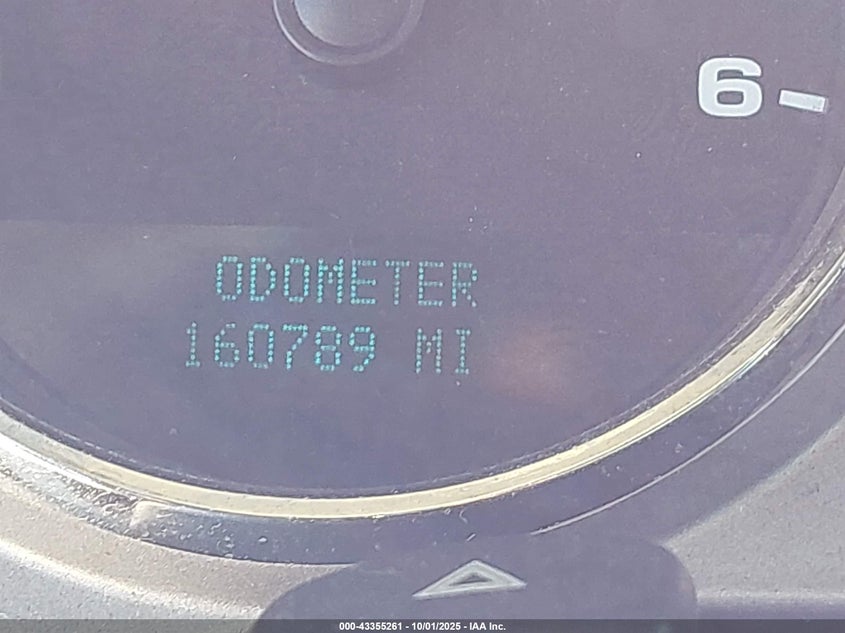 6-
ODOMETER
160789 MI
000-43355261 - 10/01/2025 - IAA Inc.